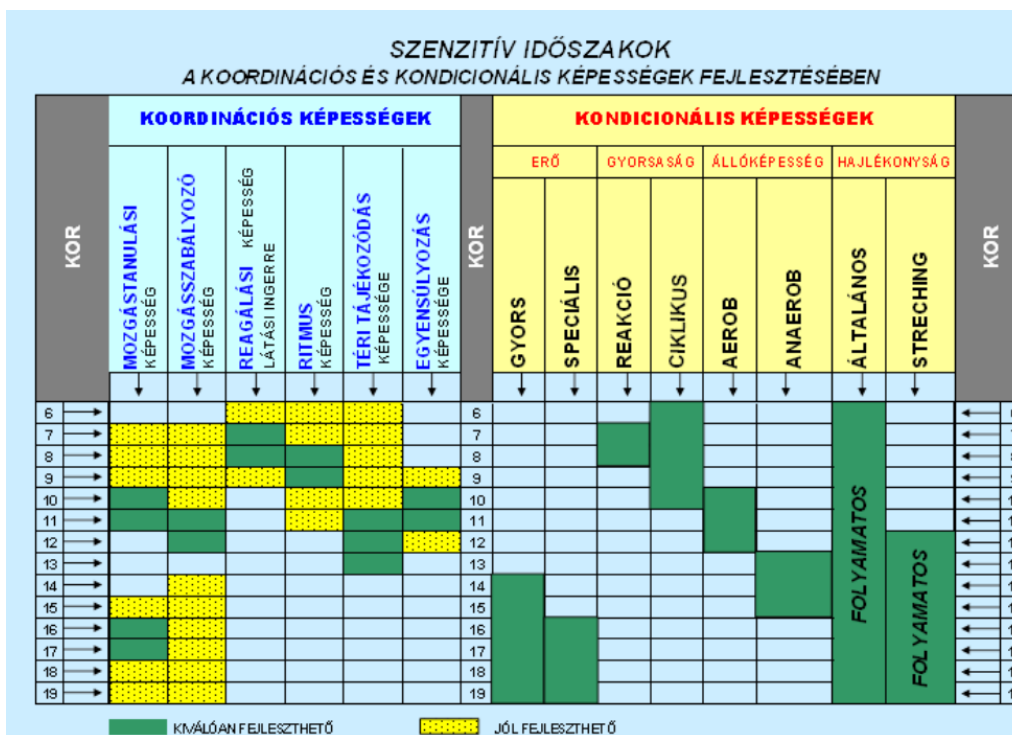 SZENZITÍV IDŐSZAKOK
A KOORDINÁCIÓS ÉS KONDICIONÁLIS KÉPESSÉGEK FEJLESZTÉSÉBEN
KOR
KOORDINÁCIÓS KÉPESSÉGEK
MOZGÁSTANULÁSI
KÉPESSÉG
MOZGÁSSZABÁLYOZÓ
KÉPESSÉG
REAGÁLÁSI KÉPESSÉG
LÁTÁSI INGERRE
RITMUS
KÉPESSÉG
TÉRI TÁJÉKOZÓDÁS
KÉPESSÉGE
EGYENSÚLYOZÁS
KÉPESSÉGE
KOR
KONDICIONÁLIS KÉPESSÉGEK
ERŐ
GYORSASÁG
ÁLLÓKÉPESSÉG
HAJLÉKONYSÁG
GYORS
SPECIÁLIS
REAKCIÓ
CIKLIKUS
AEROB
ANAEROB
ÁLTALÁNOS
STRECHING
KOR
6 6
7 7
8 8
9 9
10 10
11 11
12 12
13 13
14 14
15 15
16 16
17 17
18 18
19 19
FOLYAMATOS
FOLYAMATOS
KIVÁLÓAN FEJLESZTHETŐ
JÓL FEJLESZTHETŐ